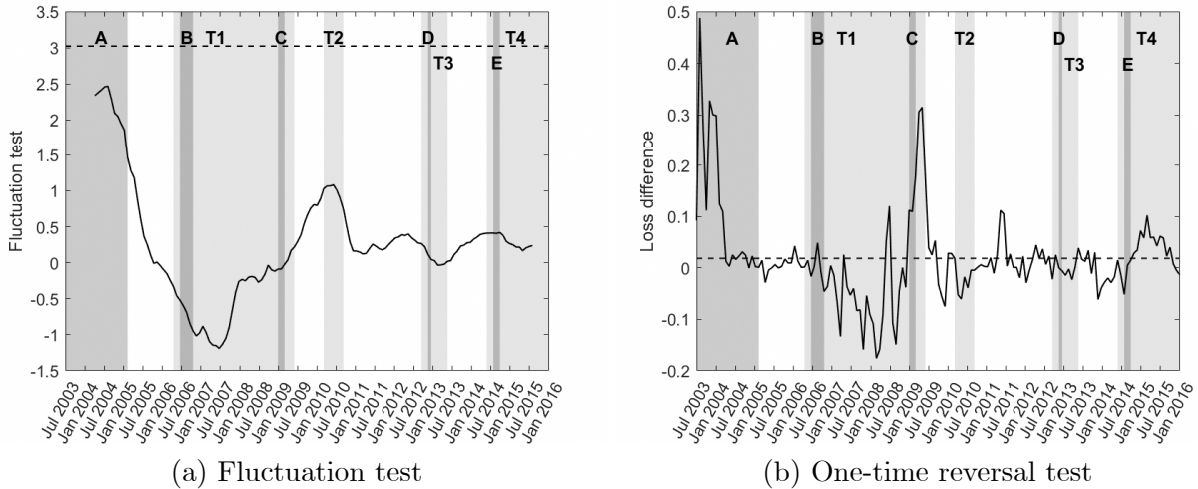 3.5
3
2.5
2
1.5
1
0.5
0
-0.5
-1
-1.5
Fluctuation test
A
B
T1
C
T2
D
T3
E
T4
Jul 2003
Jan 2004
Jul 2004
Jan 2005
Jul 2005
Jan 2006
Jul 2006
Jan 2007
Jul 2007
Jan 2008
Jul 2008
Jan 2009
Jul 2009
Jan 2010
Jul 2010
Jan 2011
Jul 2011
Jan 2012
Jul 2012
Jan 2013
Jul 2013
Jan 2014
Jul 2014
Jan 2015
Jul 2015
Jan 2016
(a) Fluctuation test
0.5
0.4
0.3
0.2
0.1
0
-0.1
-0.2
Loss difference
A
B
T1
C
T2
D
T3
E
T4
Jul 2003
Jan 2004
Jul 2004
Jan 2005
Jul 2005
Jan 2006
Jul 2006
Jan 2007
Jul 2007
Jan 2008
Jul 2008
Jan 2009
Jul 2009
Jan 2010
Jul 2010
Jan 2011
Jul 2011
Jan 2012
Jul 2012
Jan 2013
Jul 2013
Jan 2014
Jul 2014
Jan 2015
Jul 2015
Jan 2016
(b) One-time reversal test